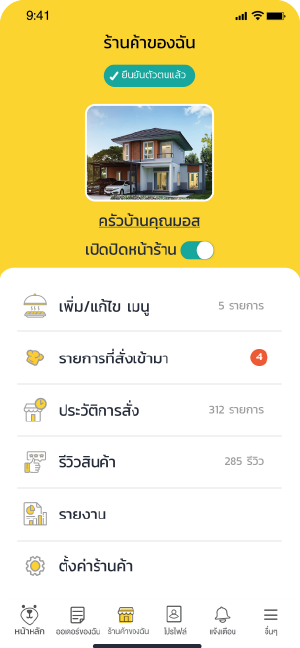 9:41
ร้านค้าของฉัน
ยืนยันตัวตนแล้ว
ครัวบ้านคุณมอส
เปิดปิดหน้าร้าน
เพิ่ม/แก้ไข เมนู 5 รายการ
รายการที่สั่งเข้ามา 4
ประวัติการสั่ง 312 รายการ
รีวิวสินค้า 285 รีวิว
รายงาน
ตั้งค่าร้านค้า
หน้าหลัก ออเดอร์ของฉัน ร้านค้าของฉัน โปรไฟล์ แจ้งเตือน อื่นๆ